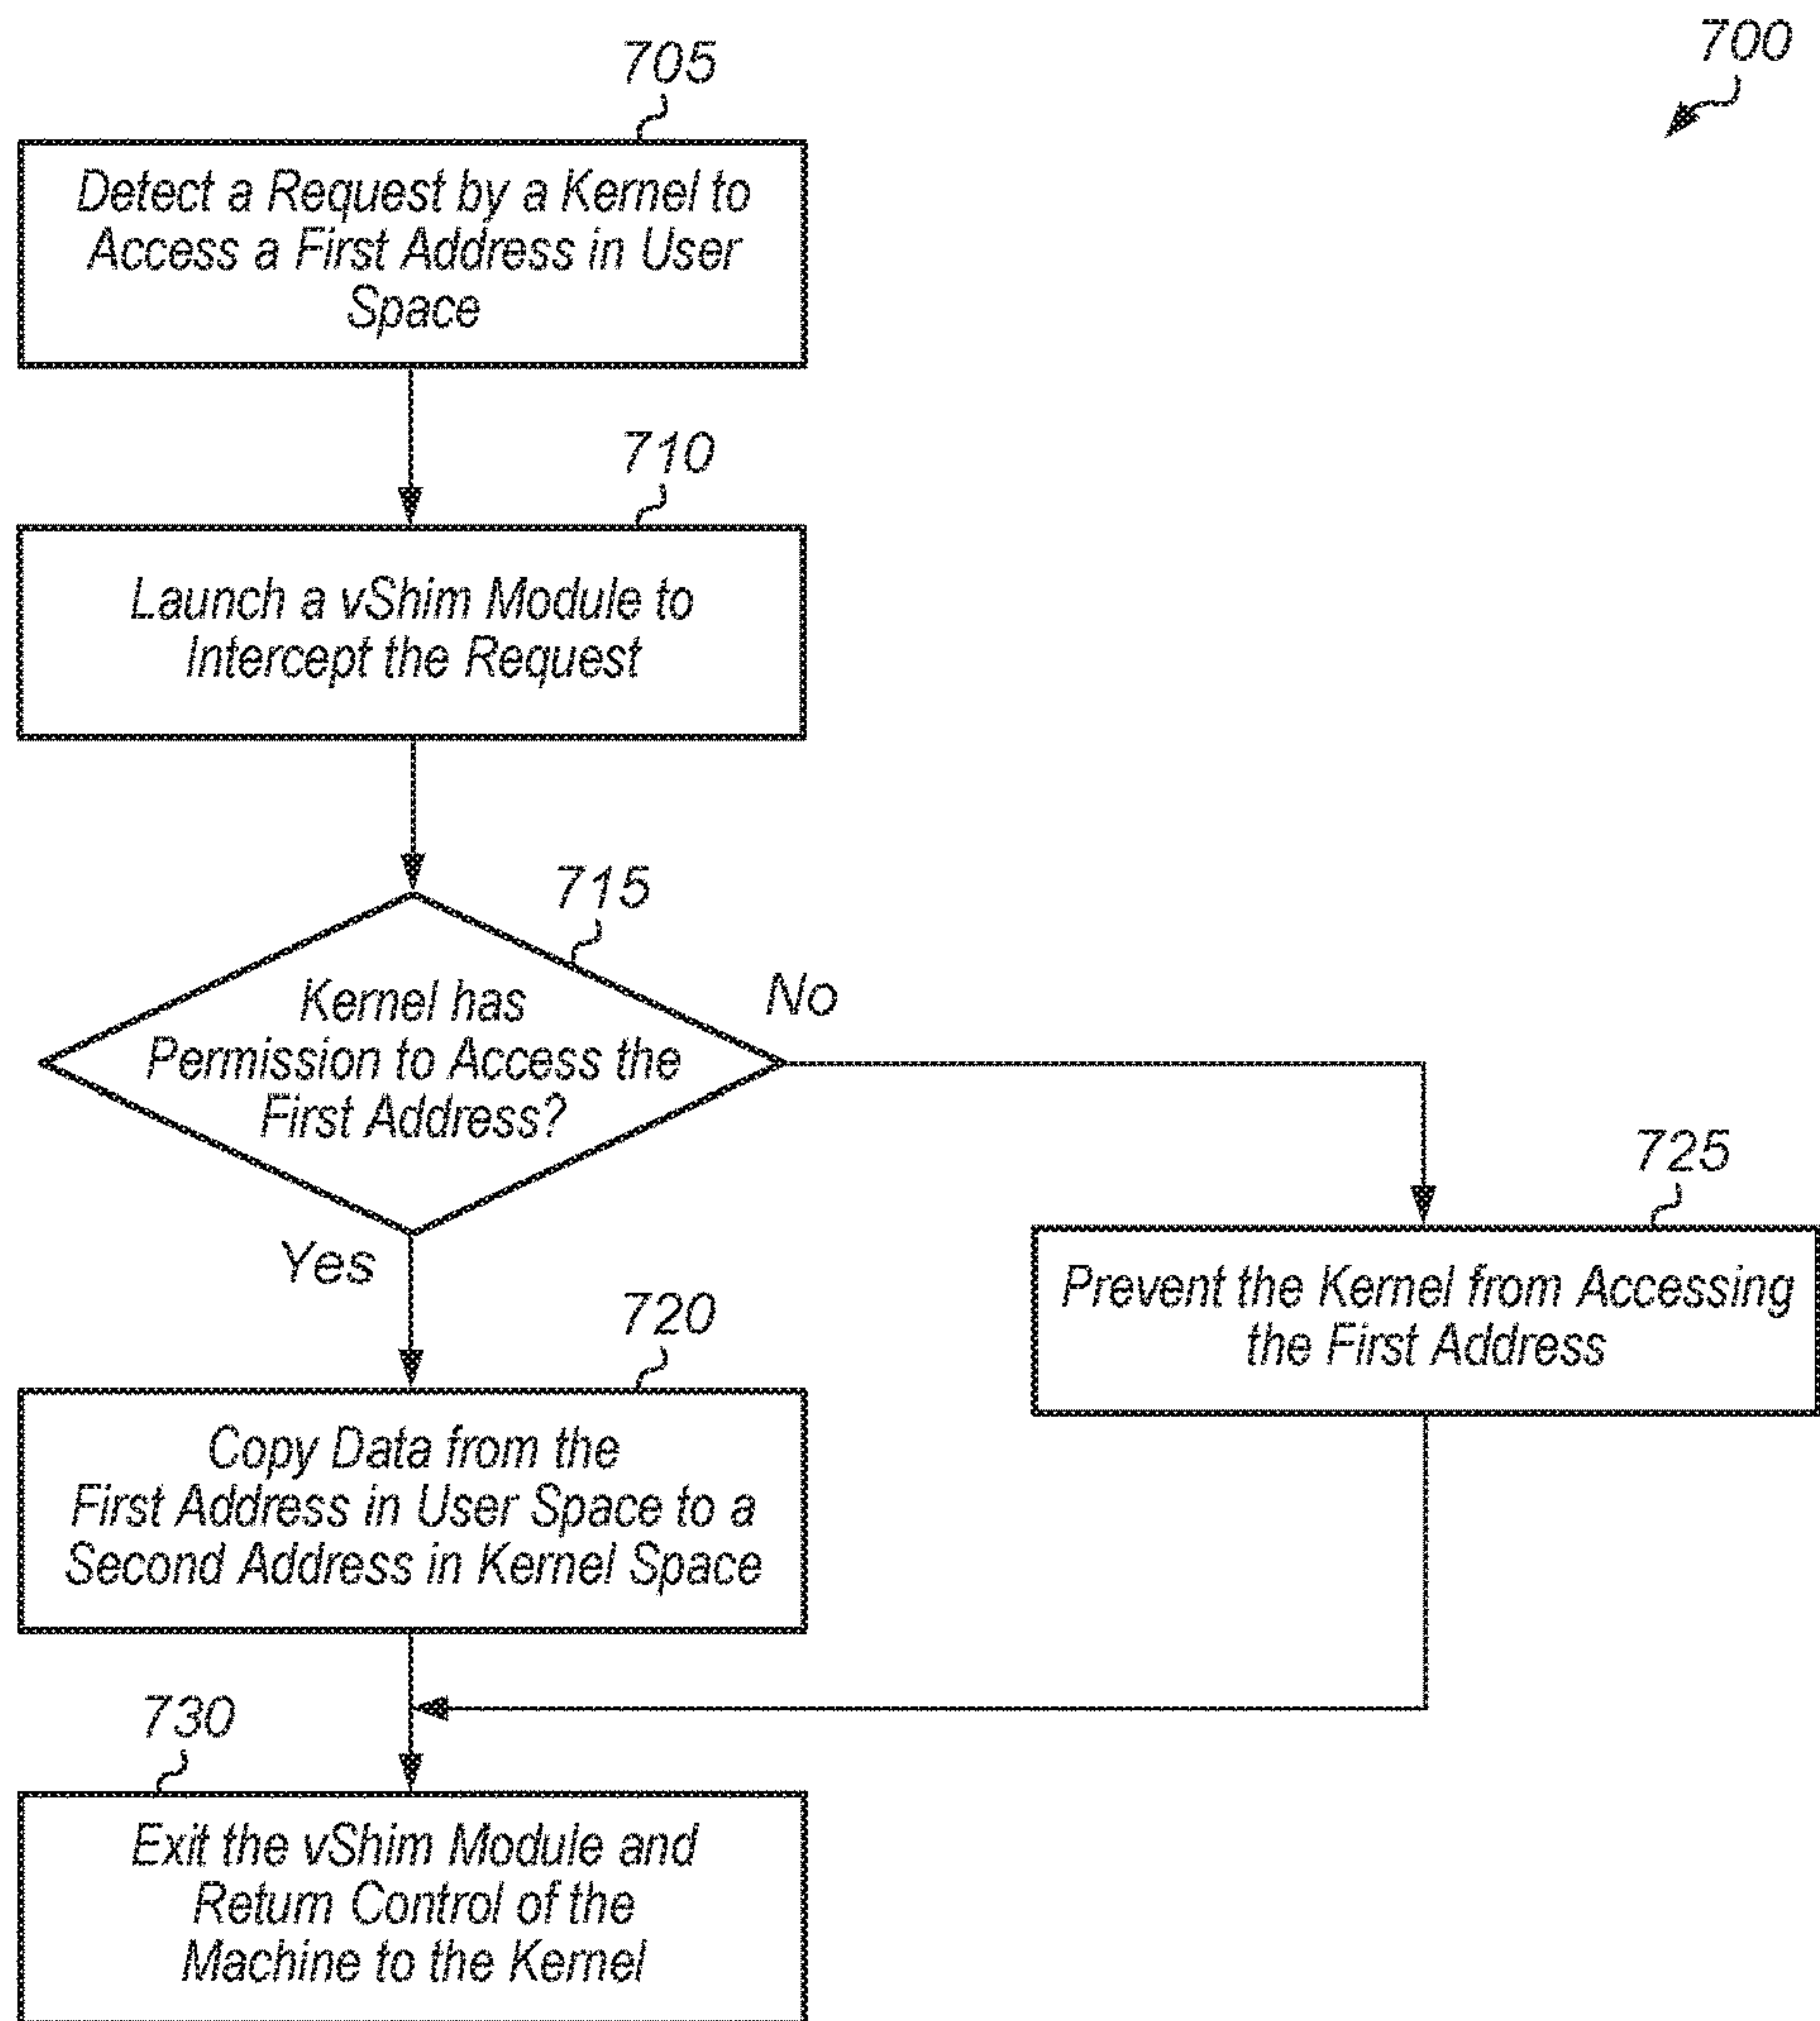 700
705
Detect a Request by a Kernel to
Access a First Address in User
Space
710
Launch a vShim Module to
Intercept the Request
715
Kernel has
Permission to Access the
First Address?
No
Yes
725
Prevent the Kernel from Accessing
the First Address
720
Copy Data from the
First Address in User Space to a
Second Address in Kernel Space
730
Exit the vShim Module and
Return Control of the
Machine to the Kernel